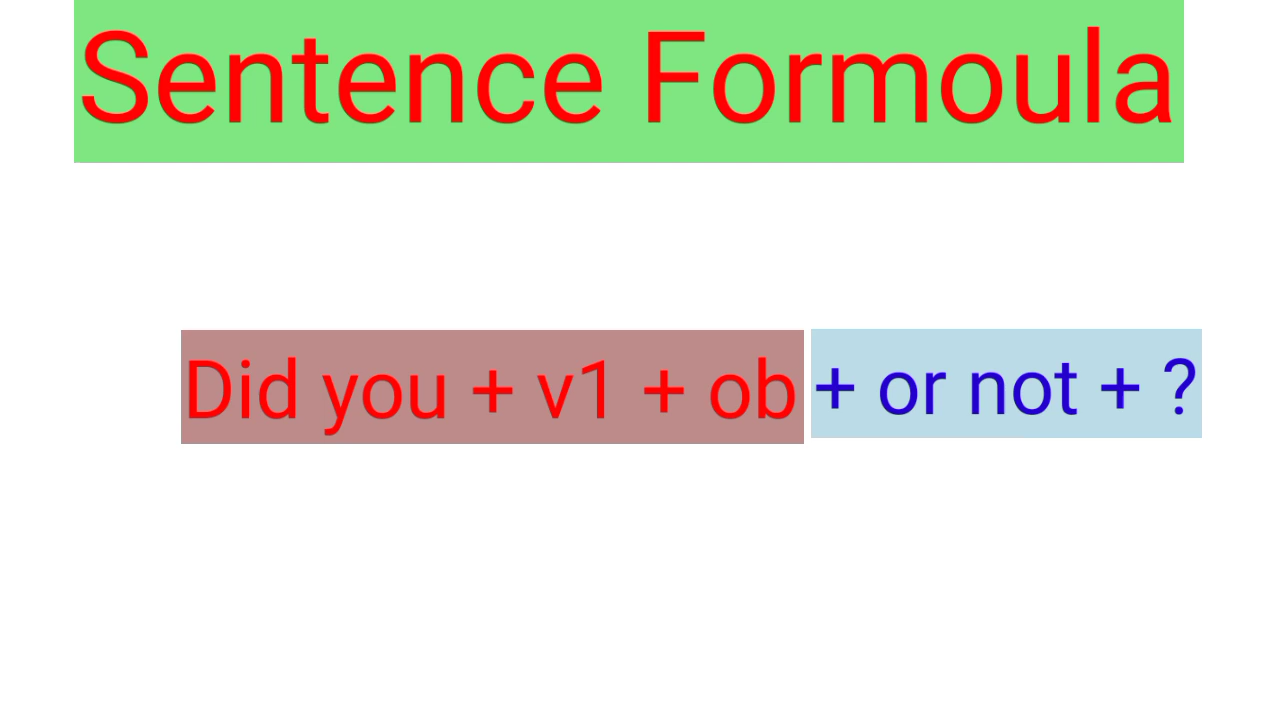 Sentence Formoula
Did you + v1 + ob + or not + ?